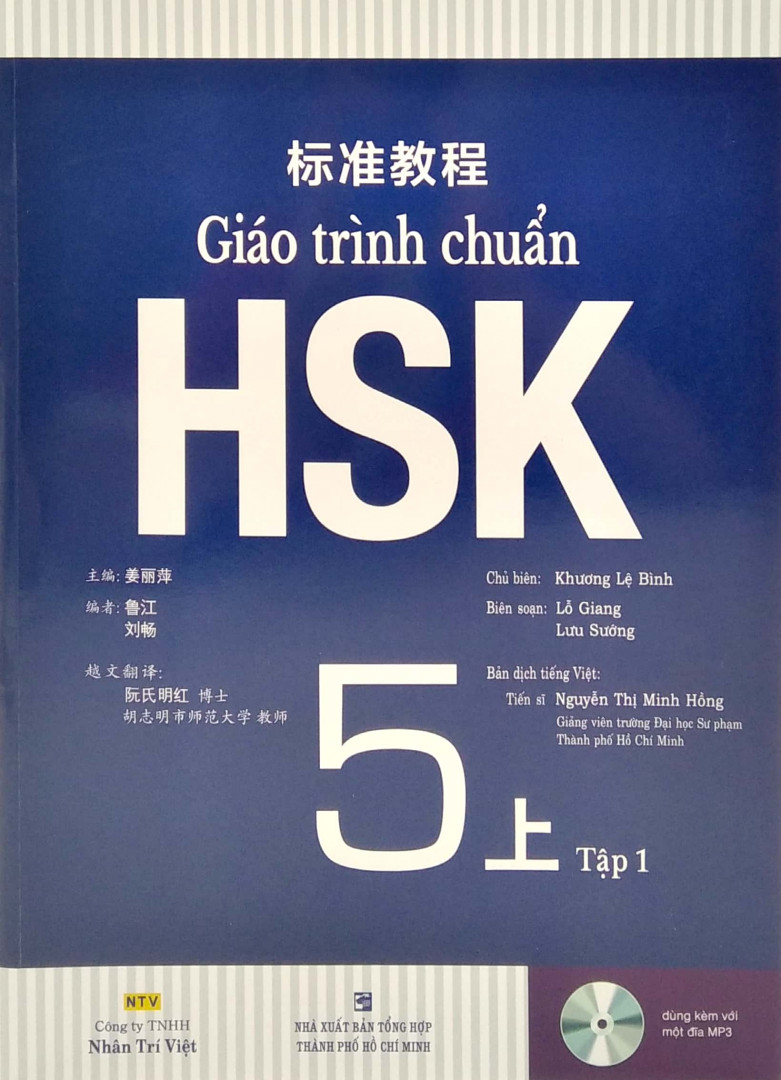 标准教程
Giáo trình chuẩn
HSK
主编: 姜丽萍
编者: 鲁江
刘畅
越文翻译:
阮氏明红 博士
胡志明市师范大学 教师
Chủ biên: Khương Lệ Bình
Biên soạn: Lỗ Giang
Lưu Sướng
Bản dịch tiếng Việt:
Tiến sĩ Nguyễn Thị Minh Hồng
Giảng viên trường Đại học Sư phạm
Thành phố Hồ Chí Minh
5上 Tập 1
NTV
Công ty TNHH
Nhân Trí Việt
NHÀ XUẤT BẢN TỔNG HỢP
THÀNH PHỐ HỒ CHÍ MINH
dùng kèm với
một đĩa MP3